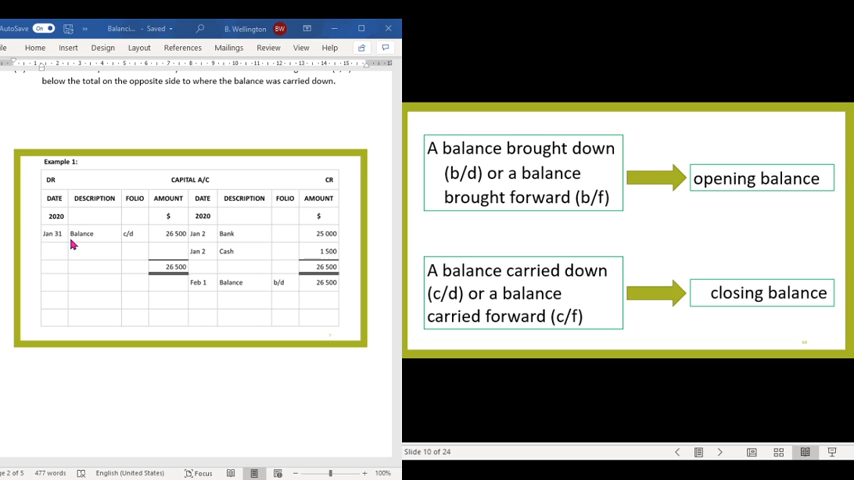 AutoSave On Balanci... - Saved B. Wellington BW
Home Insert Design Layout References Mailings Review View Help
below the total on the opposite side to where the balance was carried down.
Example 1:
DR CAPITAL A/C CR
DATE DESCRIPTION FOLIO AMOUNT DATE DESCRIPTION FOLIO AMOUNT
2020 $ 2020 $
Jan 31 Balance c/d 26 500 Jan 2 Bank 25 000
Jan 2 Cash 1 500
26 500 26 500
Feb 1 Balance b/d 26 500
ge 2 of 5 477 words English (United States) Focus 100%
A balance brought down
(b/d) or a balance
brought forward (b/f)
opening balance
A balance carried down
(c/d) or a balance
carried forward (c/f)
closing balance
Slide 10 of 24